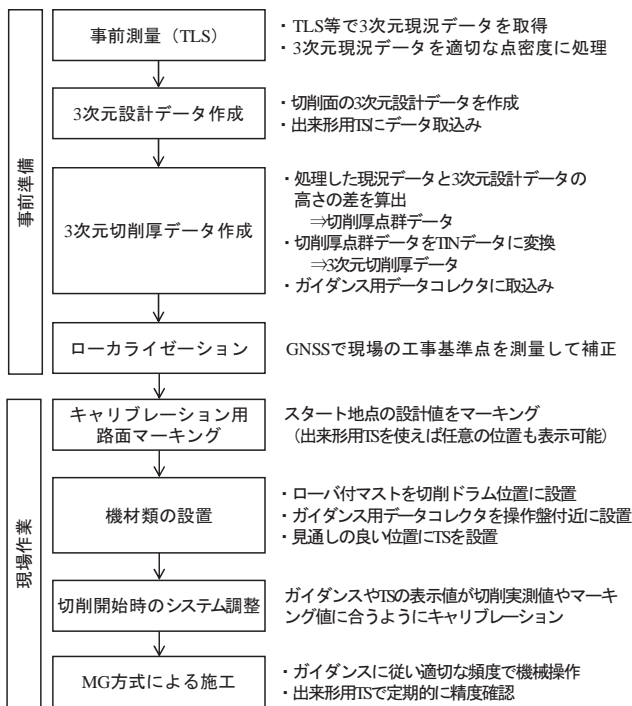 事前準備
事前測量（TLS）
・TLS等で3次元現況データを取得
・3次元現況データを適切な点密度に処理
3次元設計データ作成
・切削面の3次元設計データを作成
・出来形用TSにデータ取込み
3次元切削厚データ作成
・処理した現況データと3次元設計データの
高さの差を算出
⇒切削厚点群データ
・切削厚点群データをTINデータに変換
⇒3次元切削厚データ
・ガイダンス用データコレクタに取込み
ローカライゼーション
GNSSで現場の工事基準点を測量して補正
現場作業
キャリブレーション用
路面マーキング
スタート地点の設計値をマーキング
（出来形用TSを使えば任意の位置も表示可能）
機材類の設置
・ローバ付マストを切削ドラム位置に設置
・ガイダンス用データコレクタを操作盤付近に設置
・見通しの良い位置にTSを設置
切削開始時のシステム調整
ガイダンスやTSの表示値が切削実測値やマーキ
ング値に合うようにキャリブレーション
MG方式による施工
・ガイダンスに従い適切な頻度で機械操作
・出来形用TSで定期的に精度確認